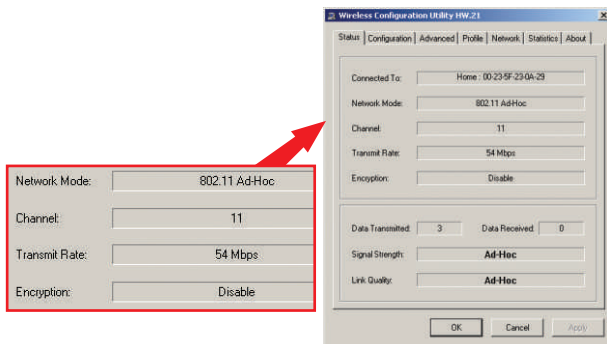 Wireless Configuration Utility HW.21
Status Configuration Advanced Profile Network Statistics About
Connected To: Home : 00-23-5F-23-0A-29
Network Mode: 802.11 Ad-Hoc
Channel: 11
Transmit Rate: 54 Mbps
Encryption: Disable
Data Transmitted: 3 Data Received: 0
Signal Strength: Ad-Hoc
Link Quality: Ad-Hoc
OK Cancel Apply
Network Mode: 802.11 Ad-Hoc
Channel: 11
Transmit Rate: 54 Mbps
Encryption: Disable